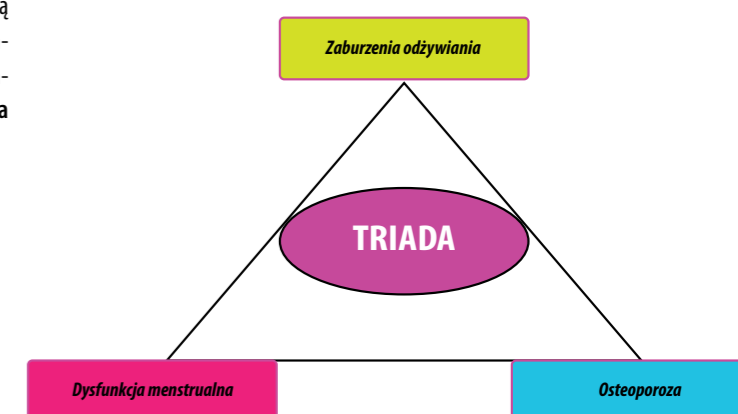 ą
-
-
a
Zaburzenia odżywiania
TRIADA
Dysfunkcja menstrualna
Osteoporoza